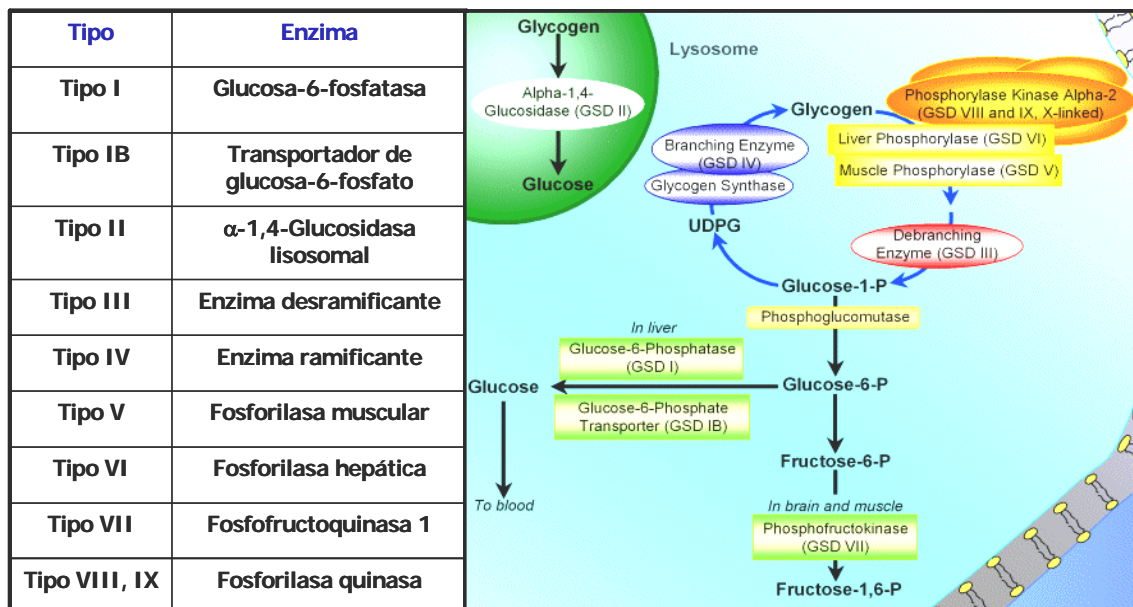 Tipo Enzima
Tipo I Glucosa-6-fosfatasa
Tipo IB Transportador de
glucosa-6-fosfato
Tipo II α-1,4-Glucosidasa
lisosomal
Tipo III Enzima desramificante
Tipo IV Enzima ramificante
Tipo V Fosforilasa muscular
Tipo VI Fosforilasa hepática
Tipo VII Fosfofructoquinasa 1
Tipo VIII, IX Fosforilasa quinasa
Glycogen
Lysosome
Alpha-1,4-
Glucosidase (GSD II)
Glucose
Glycogen
Phosphorylase Kinase Alpha-2
(GSD VIII and IX, X-linked)
Liver Phosphorylase (GSD VI)
Muscle Phosphorylase (GSD V)
Branching Enzyme
(GSD IV)
Glycogen Synthase
UDPG
Debranching
Enzyme (GSD III)
Glucose-1-P
Phosphoglucomutase
In liver
Glucose-6-Phosphatase
(GSD I)
Glucose
Glucose-6-P
Glucose-6-Phosphate
Transporter (GSD IB)
Fructose-6-P
To blood
In brain and muscle
Phosphofructokinase
(GSD VII)
Fructose-1,6-P